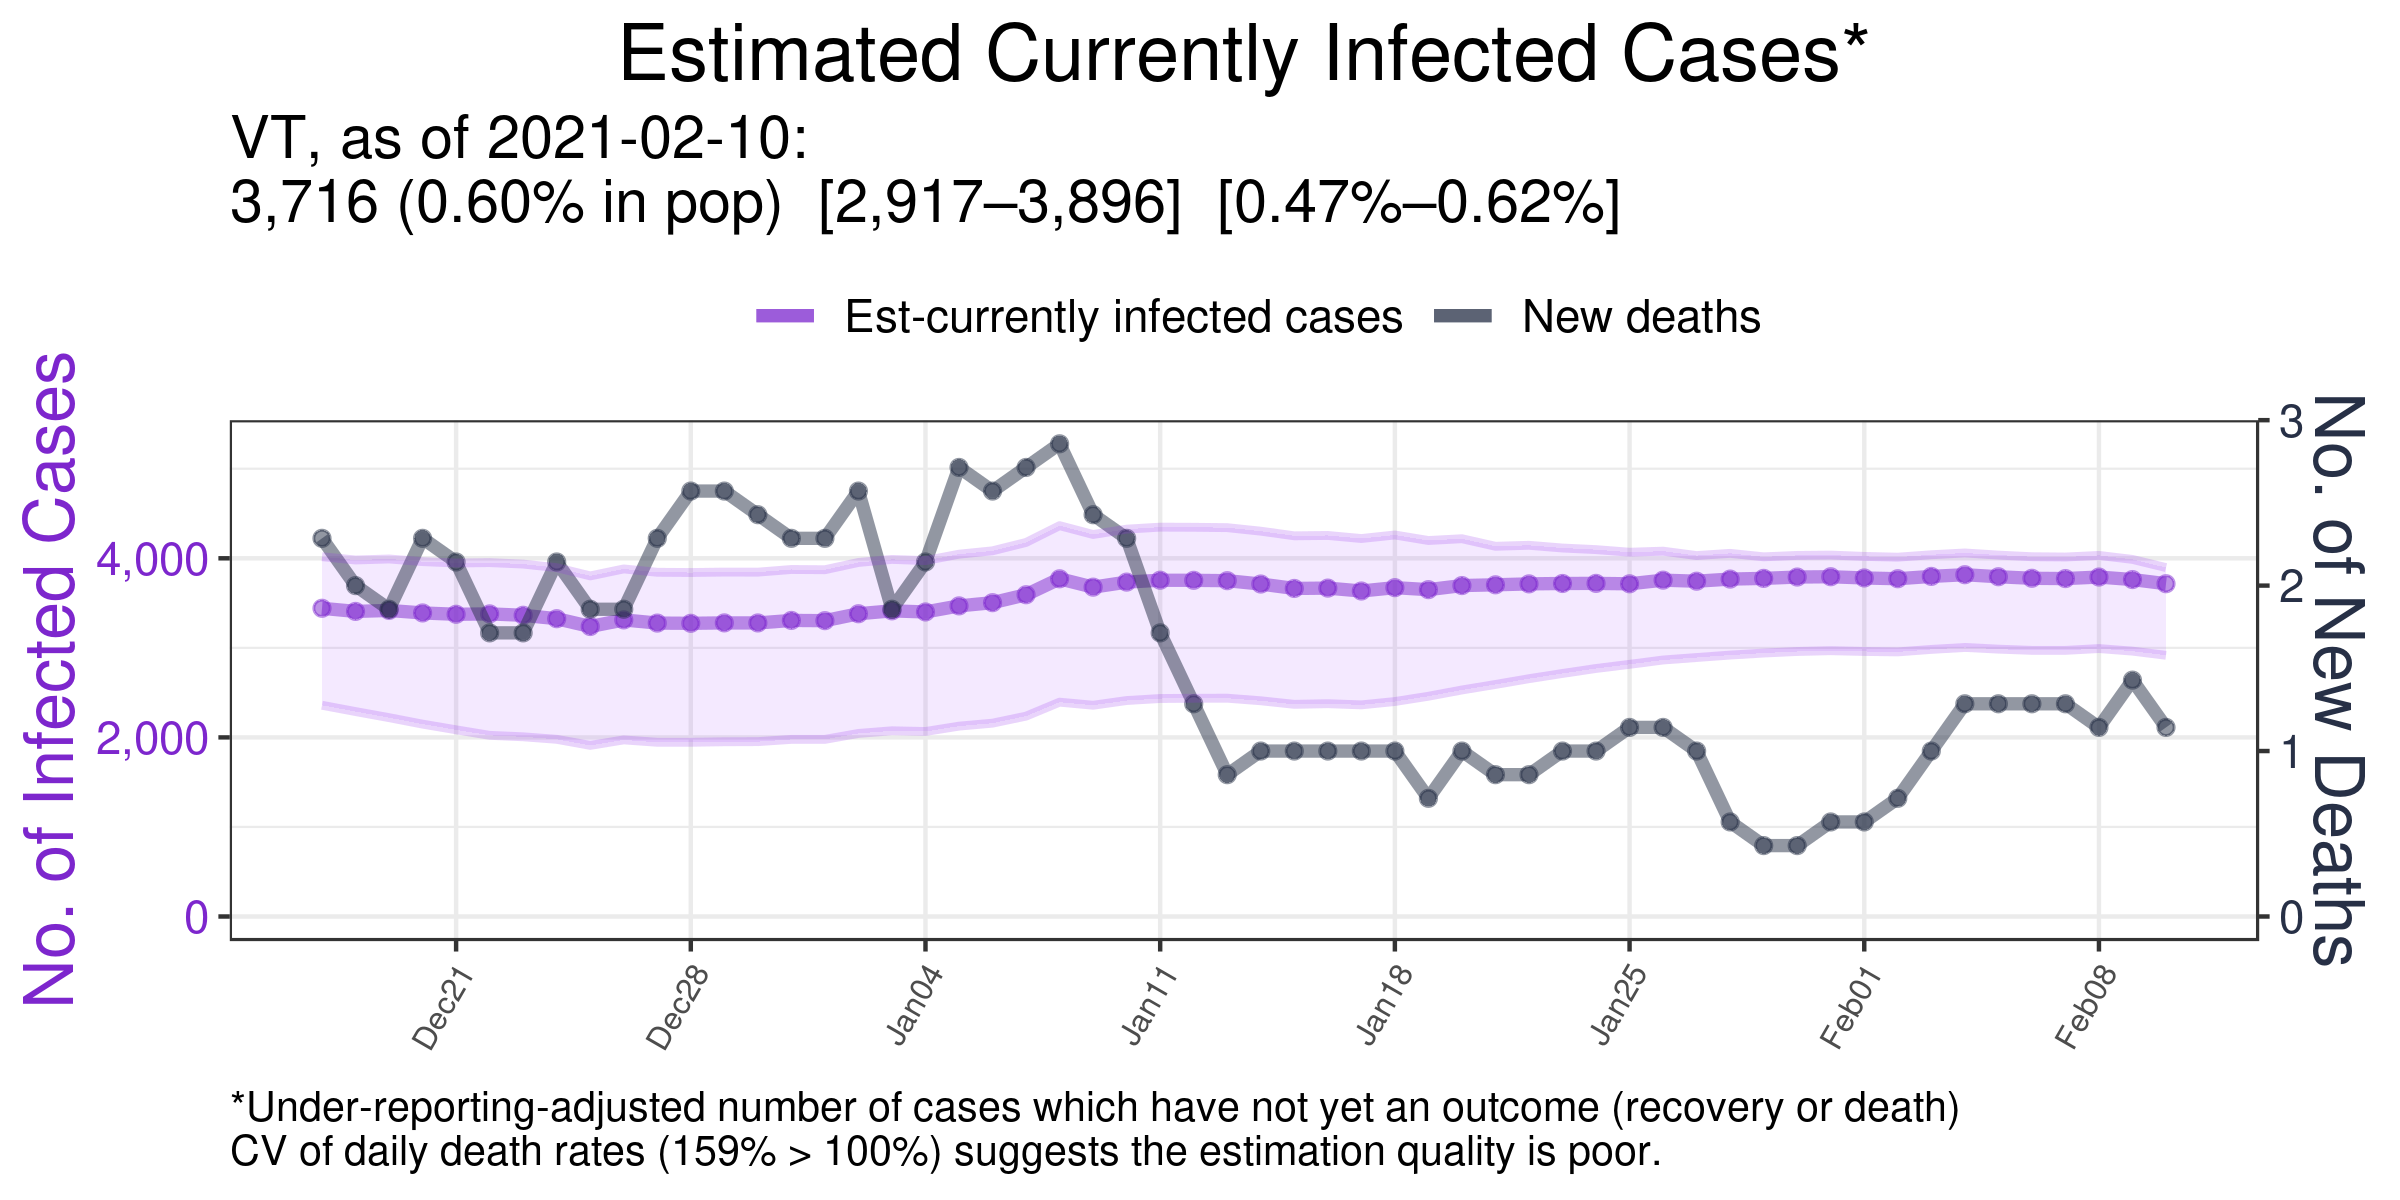 Estimated Currently Infected Cases*
VT, as of 2021-02-10:
3,716 (0.60% in pop)  [2,917–3,896]  [0.47%–0.62%]
Est-currently infected cases
New deaths
No. of Infected Cases
4,000
2,000
0
3
2
1
0
No. of New Deaths
Dec21
Dec28
Jan04
Jan11
Jan18
Jan25
Feb01
Feb08
*Under-reporting-adjusted number of cases which have not yet an outcome (recovery or death)
CV of daily death rates (159% > 100%) suggests the estimation quality is poor.